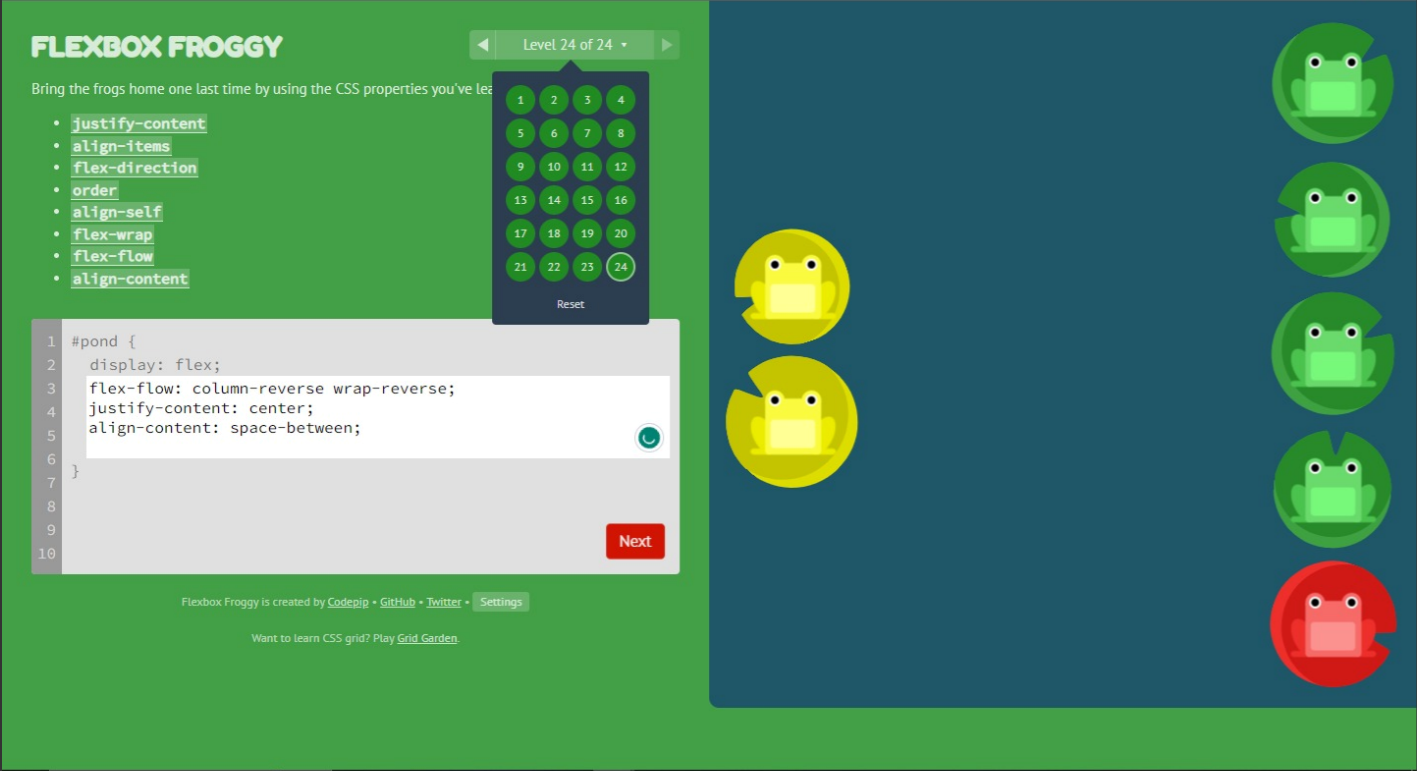 FLEXBOX FROGGY
Level 24 of 24
Bring the frogs home one last time by using the CSS properties you've
justify-content
align-items
flex-direction
order
align-self
flex-wrap
flex-flow
align-content
1 2 3 4
5 6 7 8
9 10 11 12
13 14 15 16
17 18 19 20
21 22 23 24
Reset
1 #pond {
2 display: flex;
3 flex-flow: column-reverse wrap-reverse;
4 justify-content: center;
5 align-content: space-between;
6 }
7
8
9
10
Next
Flexbox Froggy is created by Codepip • GitHub • Twitter • Settings
Want to learn CSS grid? Play Grid Garden.